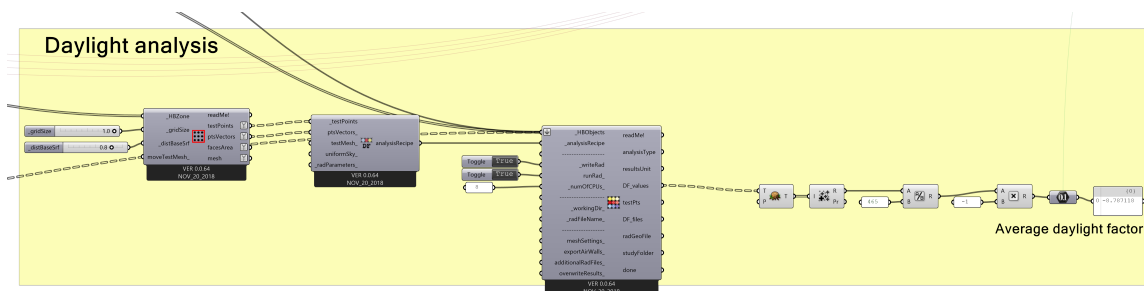 Daylight analysis
_gridSize
1.0
_distBaseSrf
0.8
_HBZone
_gridSize
_distBaseSrf
moveTestMesh_
readMe!
testPoints
ptsVectors
facesArea
mesh
VER 0.0.64
NOV_20_2018
_testPoints
ptsVectors_
testMesh_
uniformSky_
_radParameters_
DF
analysisRecipe
VER 0.0.64
NOV_20_2018
Toggle True
Toggle True
8
_HBObjects
_analysisRecipe
_writeRad
runRad_
_numOfCPUs_
_workingDir_
_radFileName_
meshSettings_
exportAirWalls_
additionalRadFiles_
overwriteResults_
readMe!
analysisType
resultsUnit
DF_values
testPts
DF_files
radGeoFile
studyFolder
done
VER 0.0.64
NOV_20_2018
T
P
T
I
R
Pr
465
A
B
R
-1
A
B
R
{0}
0 -0.707118
Average daylight factor